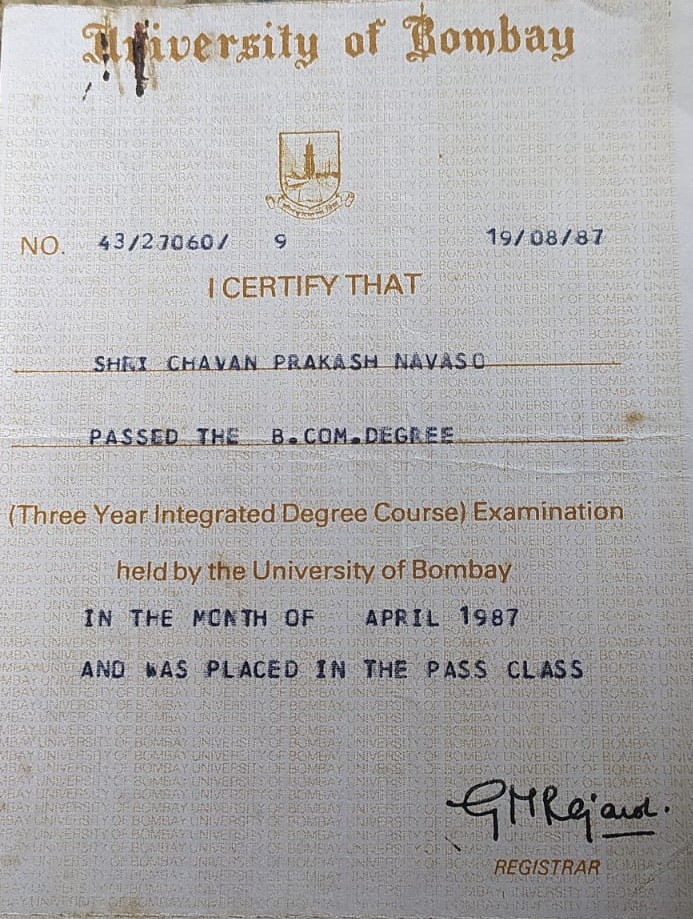 University of Bombay
NO. 43/27060/ 9 19/08/87
I CERTIFY THAT
SHRI CHAVAN PRAKASH NAVASO
PASSED THE B.COM.DEGREE
(Three Year Integrated Degree Course) Examination
held by the University of Bombay
IN THE MONTH OF APRIL 1987
AND WAS PLACED IN THE PASS CLASS
REGISTRAR